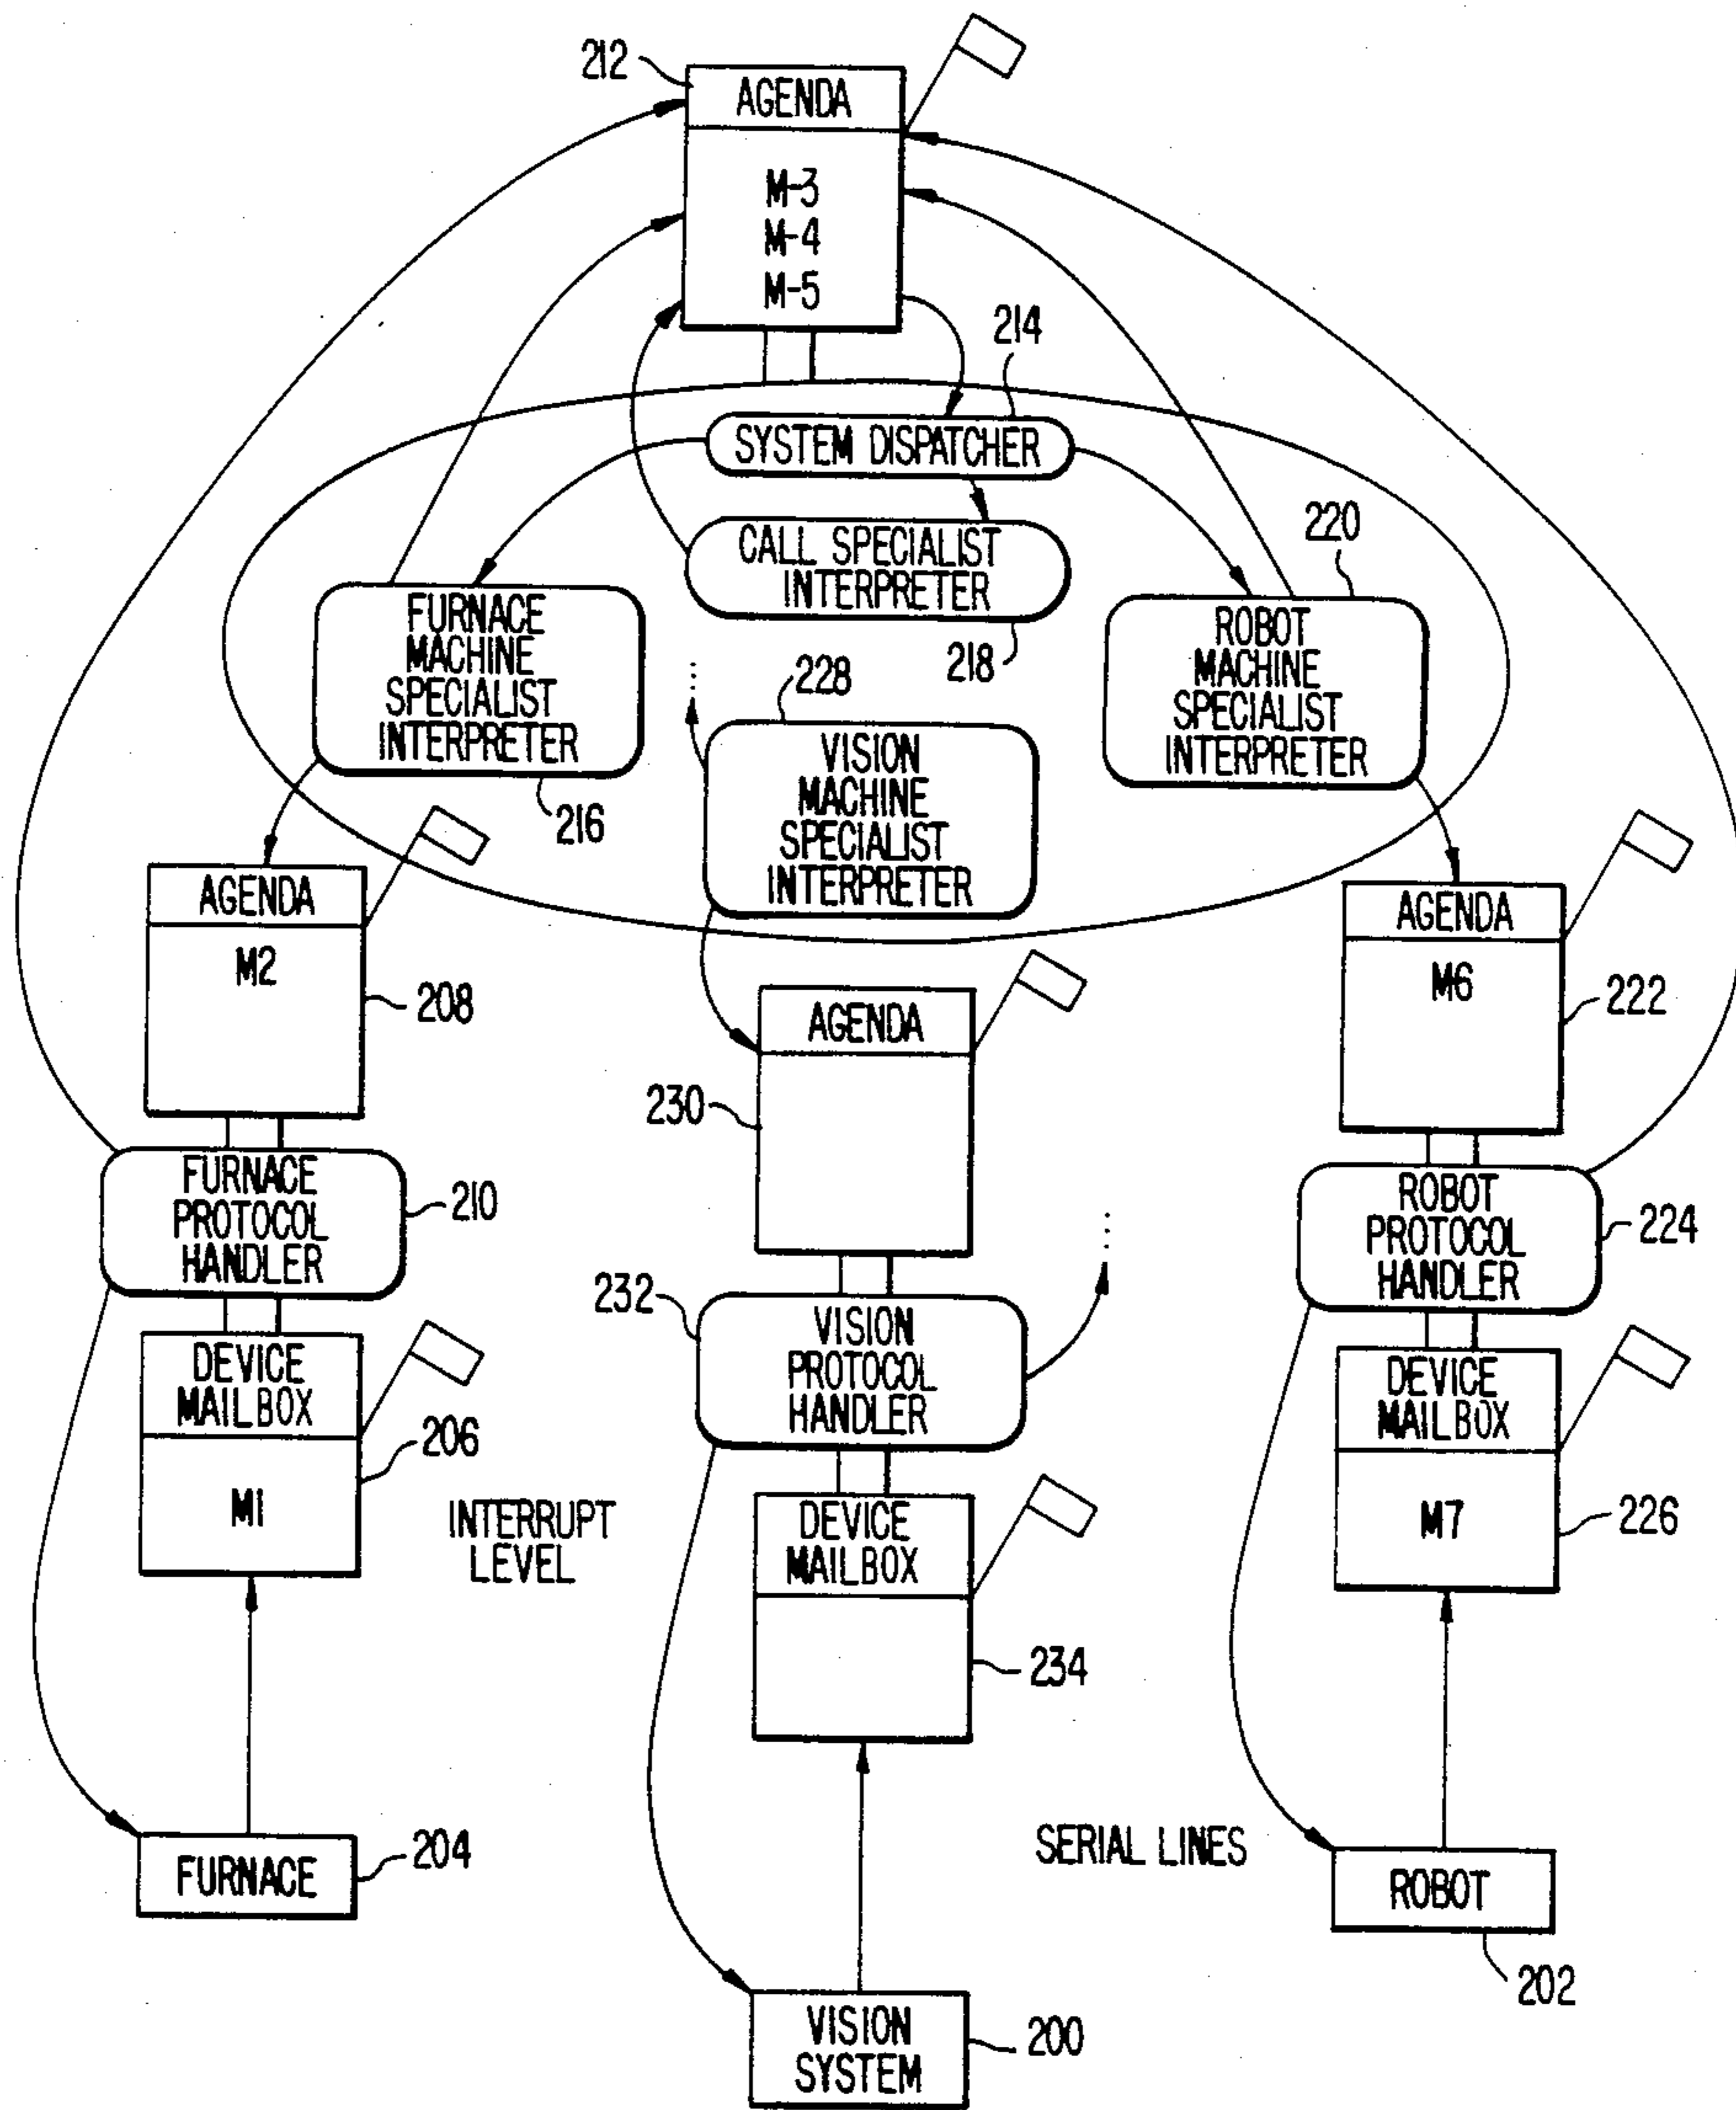 212
AGENDA
M-3
M-4
M-5
214
SYSTEM DISPATCHER
CALL SPECIALIST
INTERPRETER
218
220
FURNACE
MACHINE
SPECIALIST
INTERPRETER
216
...
228
VISION
MACHINE
SPECIALIST
INTERPRETER
ROBOT
MACHINE
SPECIALIST
INTERPRETER
AGENDA
M2
208
AGENDA
230
AGENDA
M6
222
FURNACE
PROTOCOL
HANDLER
210
232
VISION
PROTOCOL
HANDLER
...
ROBOT
PROTOCOL
HANDLER
224
DEVICE
MAILBOX
M1
206
INTERRUPT
LEVEL
DEVICE
MAILBOX
234
DEVICE
MAILBOX
M7
226
FURNACE
204
SERIAL LINES
ROBOT
202
VISION
SYSTEM
200